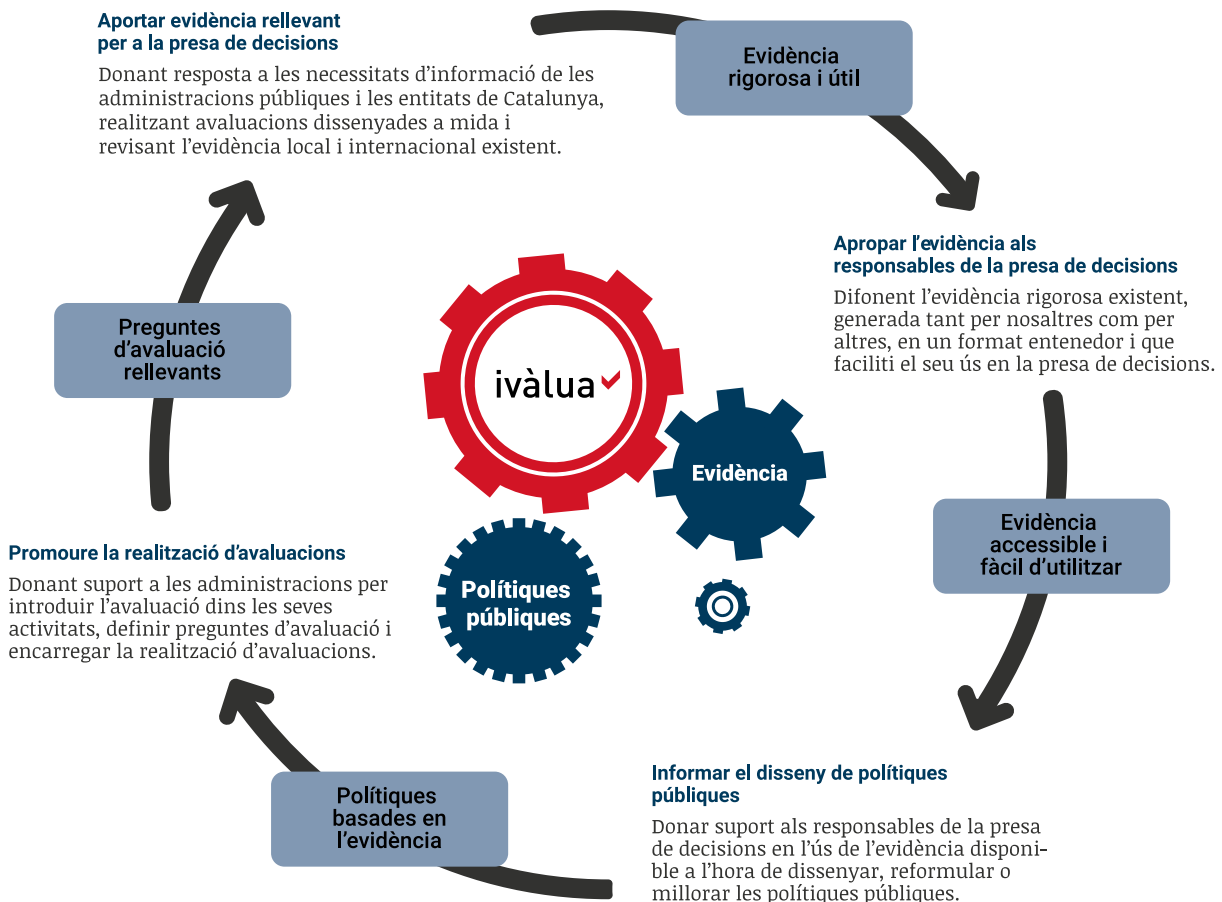 Aportar evidència rellevant
per a la presa de decisions
Donant resposta a les necessitats d’informació de les
administracions públiques i les entitats de Catalunya,
realitzant avaluacions dissenyades a mida i
revisant l’evidència local i internacional existent.
Evidència
rigorosa i útil
Apropar l’evidència als
responsables de la presa de decisions
Difonent l’evidència rigorosa existent,
generada tant per nosaltres com per
altres, en un format entenedor i que
faciliti el seu ús en la presa de decisions.
Evidència
accessible i
fàcil d’utilitzar
Informar el disseny de polítiques
públiques
Donar suport als responsables de la presa
de decisions en l’ús de l’evidència disponi-
ble a l’hora de dissenyar, reformular o
millorar les polítiques públiques.
Polítiques
basades en
l’evidència
Promoure la realització d’avaluacions
Donant suport a les administracions per
introduir l’avaluació dins les seves
activitats, definir preguntes d’avaluació i
encarregar la realització d’avaluacions.
Preguntes
d’avaluació
rellevants
ivàlua
Evidència
Polítiques
públiques